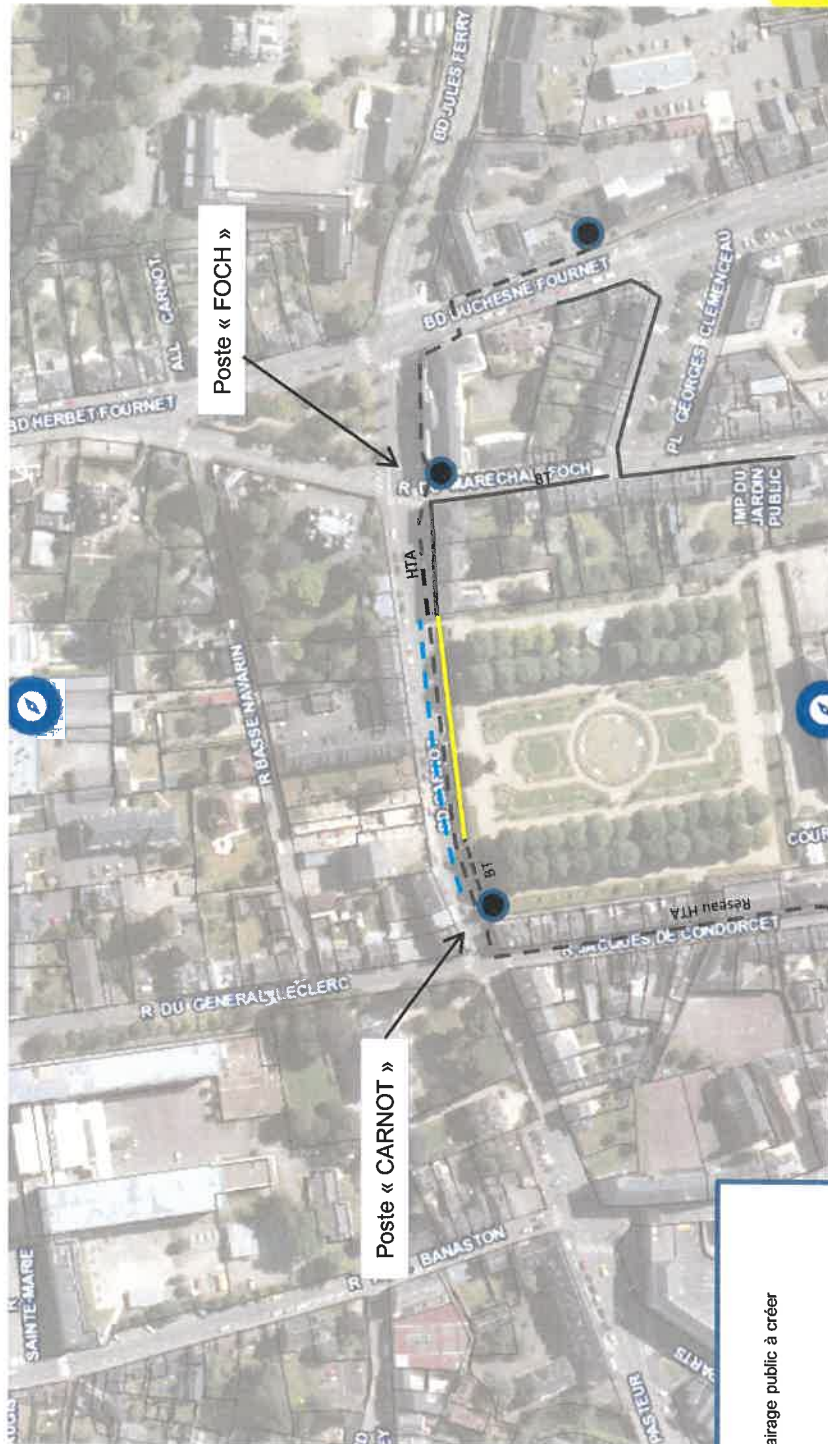 BD JULES FERRY
ALL CARNOT
Poste « FOCH »
BD HERBET FOURNET
BD DUCHESNE FOURNET
PL GEORGES CLEMENCEAU
MARECHAL FOCH
BT
IMP DU
JARDIN
PUBLIC
HTA
R BASSE NAVARIN
BT
COUR
Réseau HTA
DE CONDORCET
R DU GENERAL LECLERC
Poste « CARNOT »
SAINTE-MARIE
BANASTON
PASTEUR
airage public à créer